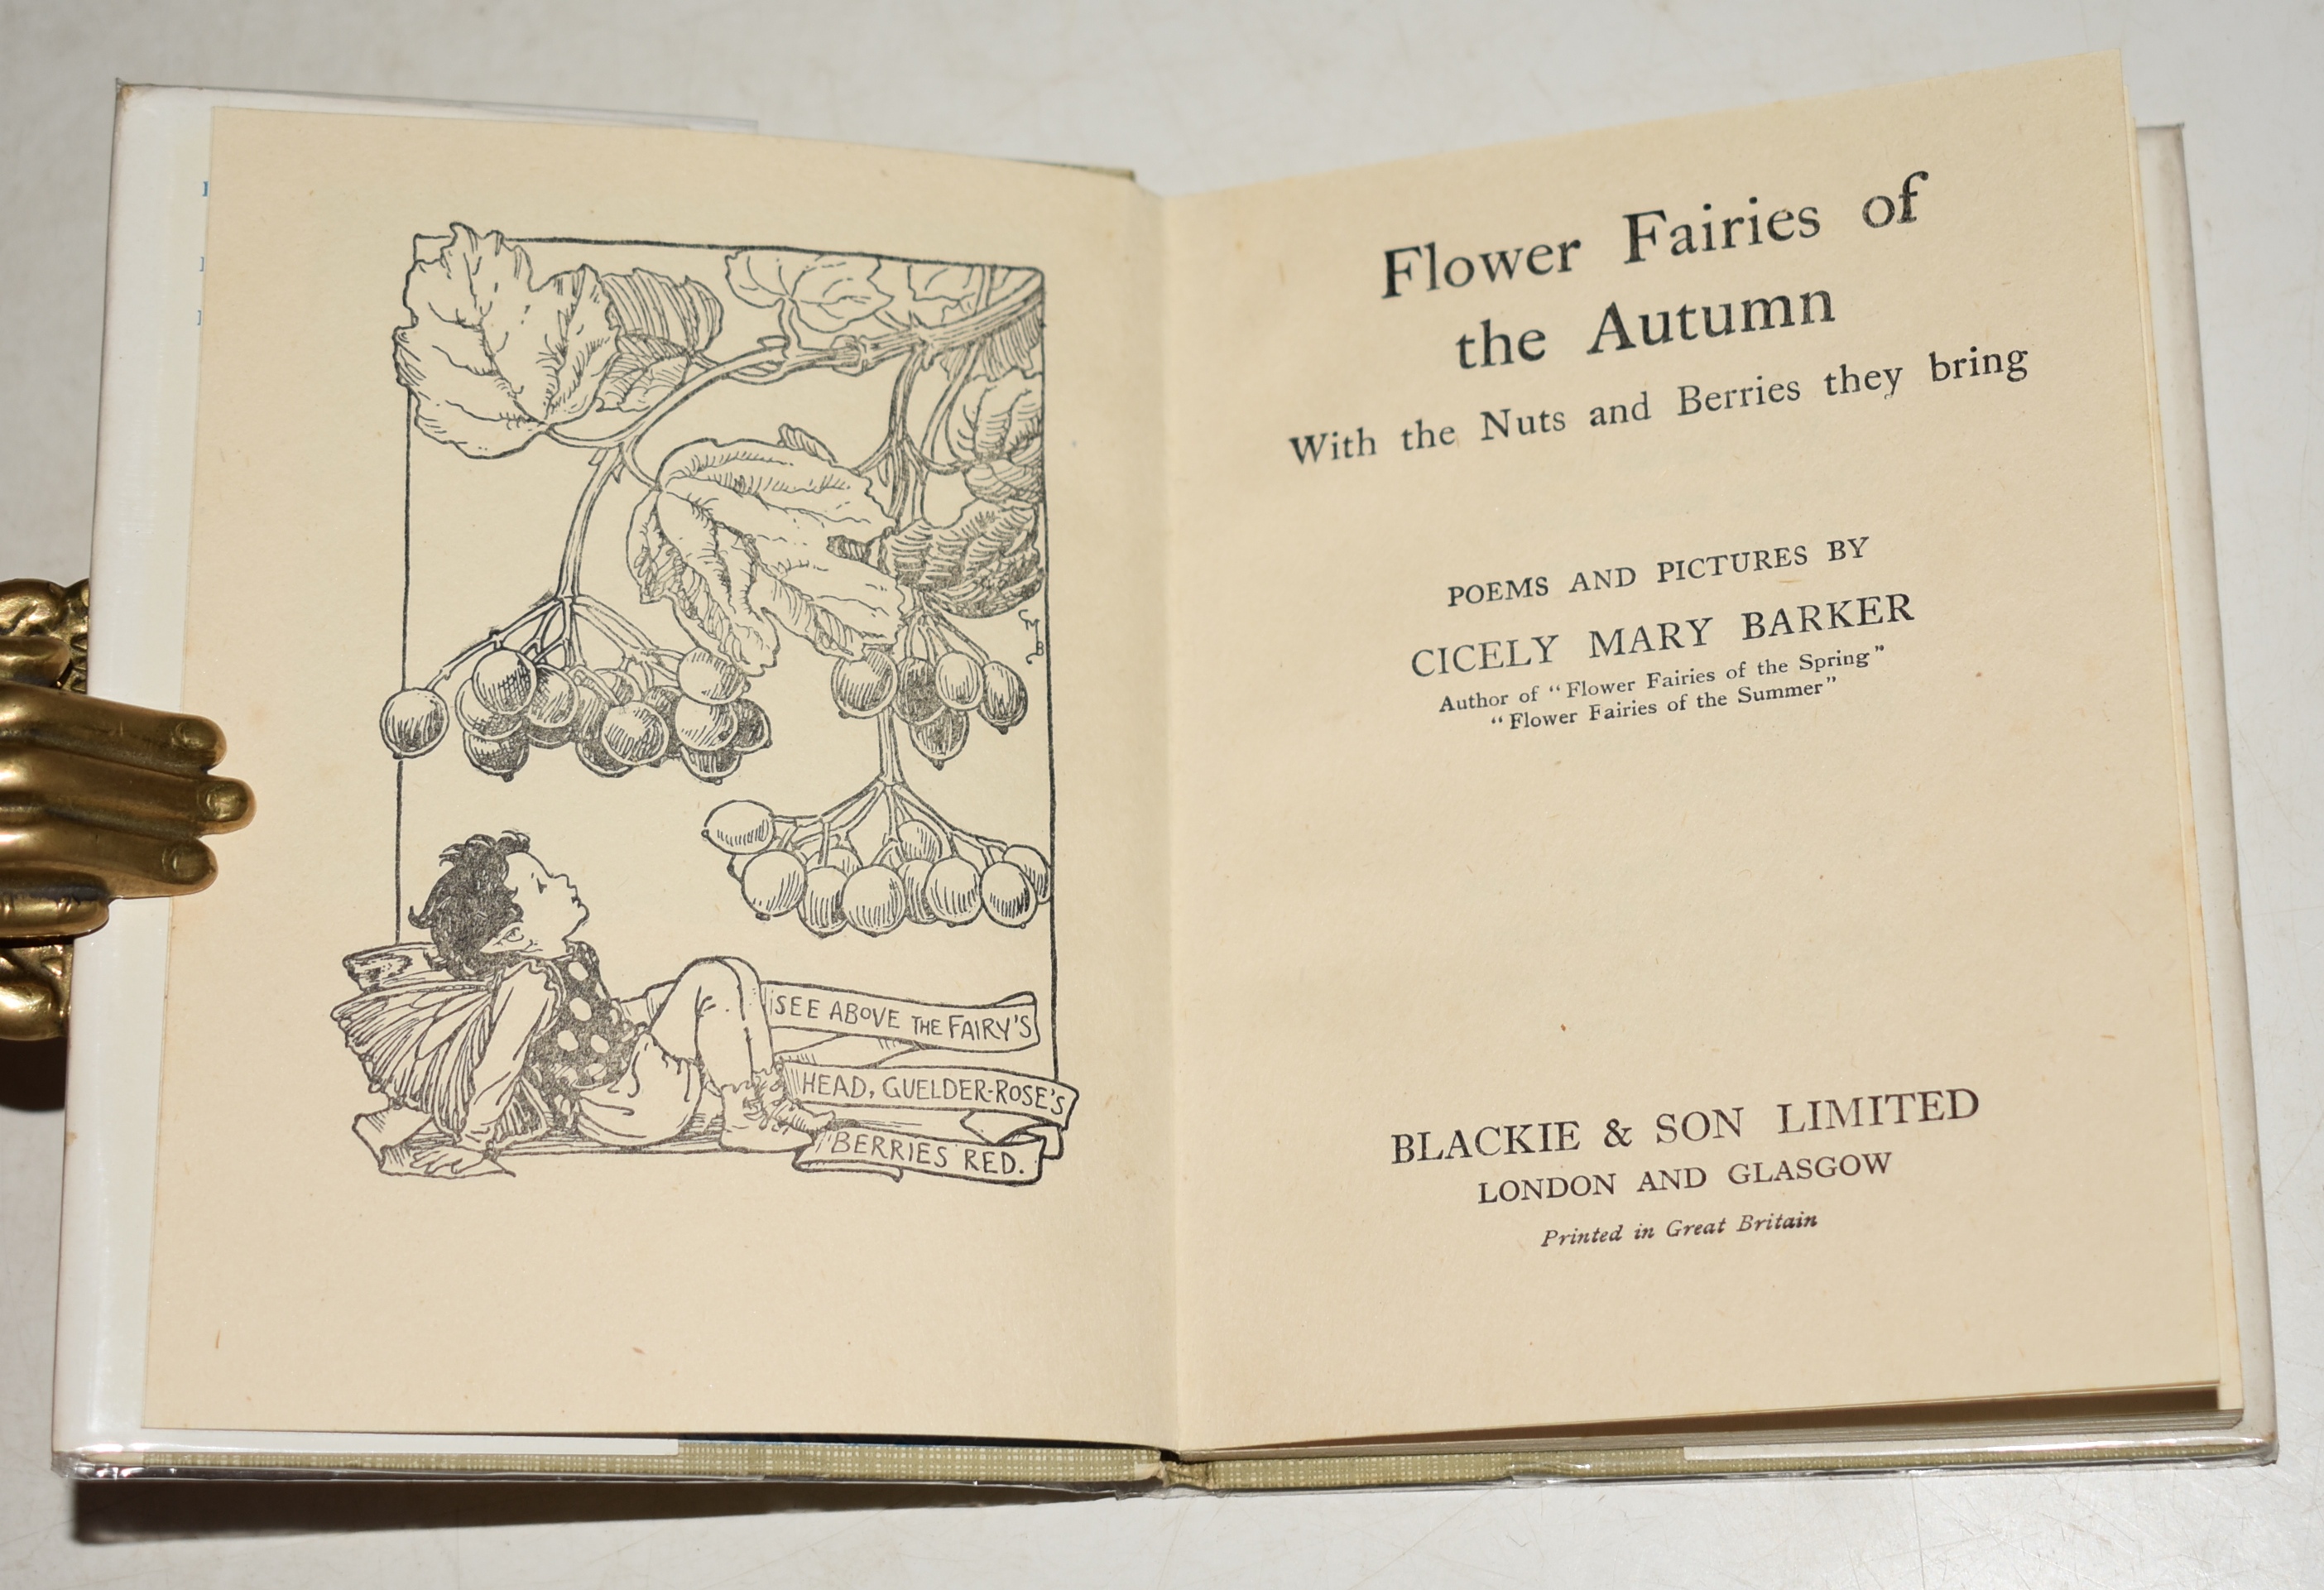 SEE ABOVE THE FAIRY'S
HEAD, GUELDER-ROSE'S
BERRIES RED.
Flower Fairies of
the Autumn
With the Nuts and Berries they bring
POEMS AND PICTURES BY
CICELY MARY BARKER
Author of “Flower Fairies of the Spring”
“Flower Fairies of the Summer”
BLACKIE & SON LIMITED
LONDON AND GLASGOW
Printed in Great Britain